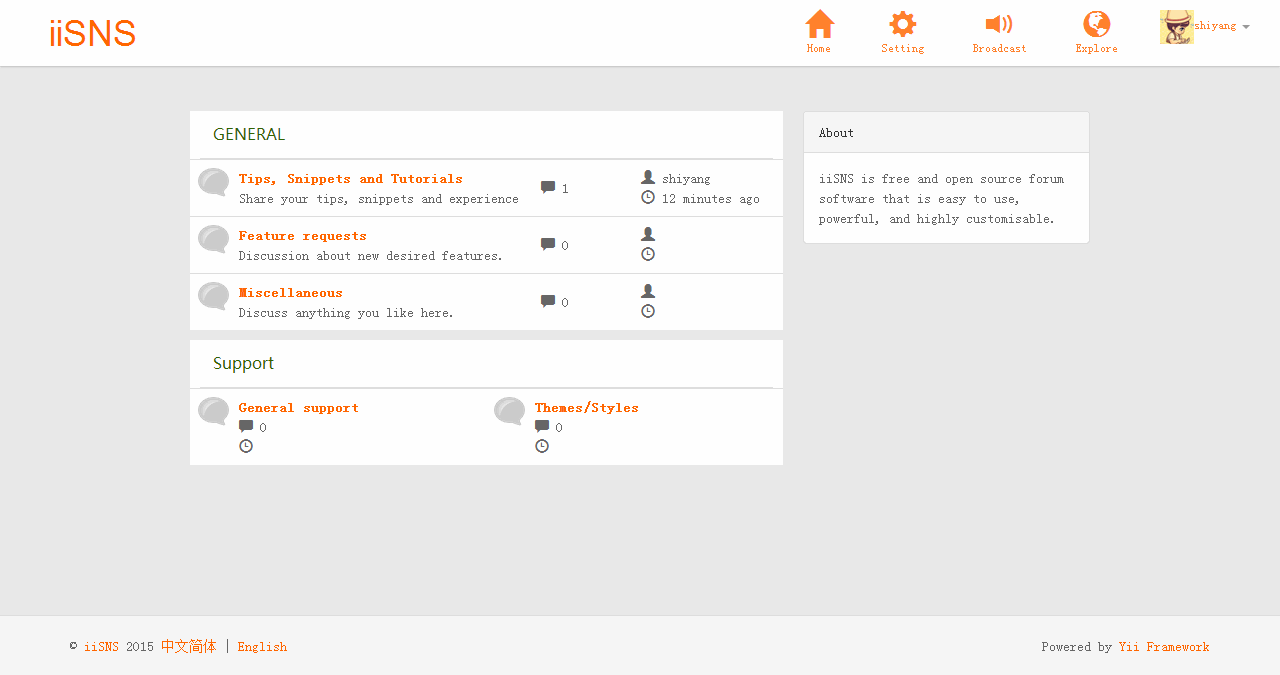 iiSNS
Home
Setting
Broadcast
Explore
shiyang
GENERAL
Tips, Snippets and Tutorials
Share your tips, snippets and experience
1
shiyang
12 minutes ago
Feature requests
Discussion about new desired features.
0
Miscellaneous
Discuss anything you like here.
0
Support
General support
0
Themes/Styles
0
About
iiSNS is free and open source forum
software that is easy to use,
powerful, and highly customisable.
© iiSNS 2015 中文简体 | English
Powered by Yii Framework